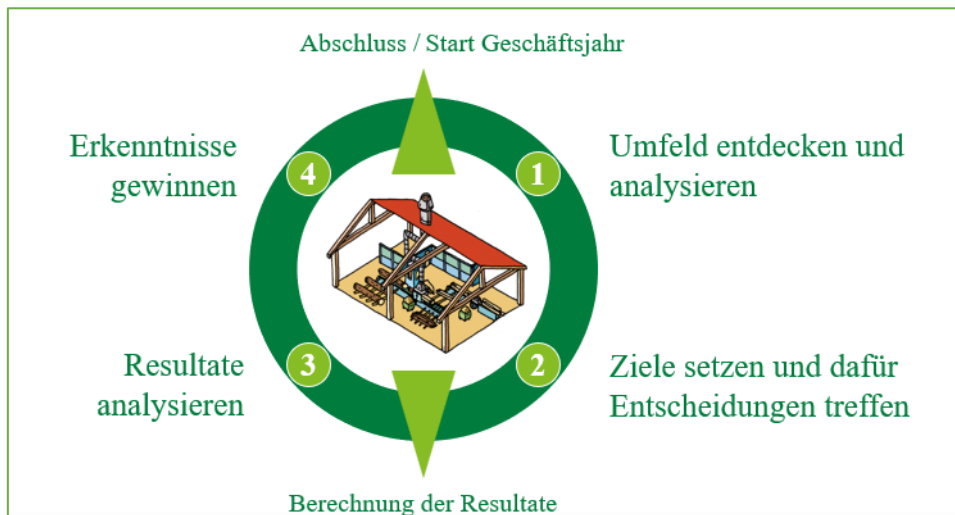 Abschluss / Start Geschäftsjahr
1
Umfeld entdecken und
analysieren
2
Ziele setzen und dafür
Entscheidungen treffen
Berechnung der Resultate
3
Resultate
analysieren
4
Erkenntnisse
gewinnen